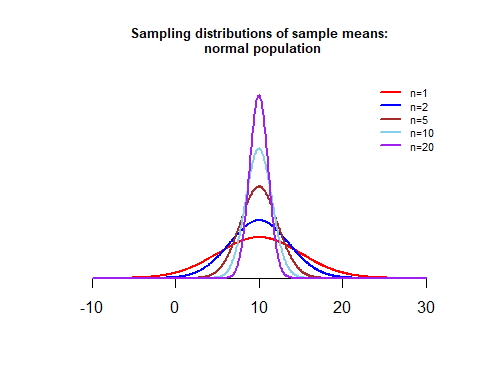 Sampling distributions of sample means:
normal population
n=1
n=2
n=5
n=10
n=20
-10 0 10 20 30